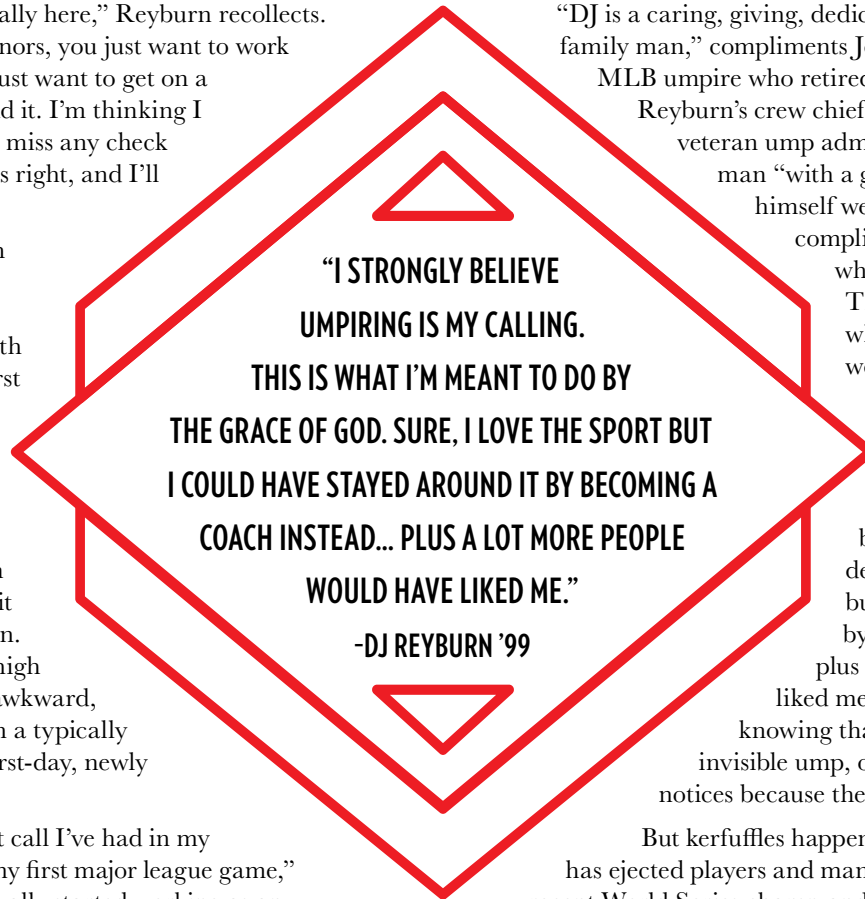 ally here,” Reyburn recollects.
nors, you just want to work
ust want to get on a
d it. I’m thinking I
miss any check
s right, and I’ll
th
rst
it
n.
high
awkward,
n a typically
rst-day, newly
t call I’ve had in my
ny first major league game,”
“I STRONGLY BELIEVE
UMPIRING IS MY CALLING.
THIS IS WHAT I’M MEANT TO DO BY
THE GRACE OF GOD. SURE, I LOVE THE SPORT BUT
I COULD HAVE STAYED AROUND IT BY BECOMING A
COACH INSTEAD... PLUS A LOT MORE PEOPLE
WOULD HAVE LIKED ME.”
-DJ REYBURN ’99
“DJ is a caring, giving, dedic
family man,” compliments J
MLB umpire who retired
Reyburn’s crew chief
veteran ump adm
man “with a g
himself we
compli
wh
T
w
we
b
de
bu
by
plus
liked me
knowing tha
invisible ump, o
notices because the
But kerfuffles happen
has ejected players and man